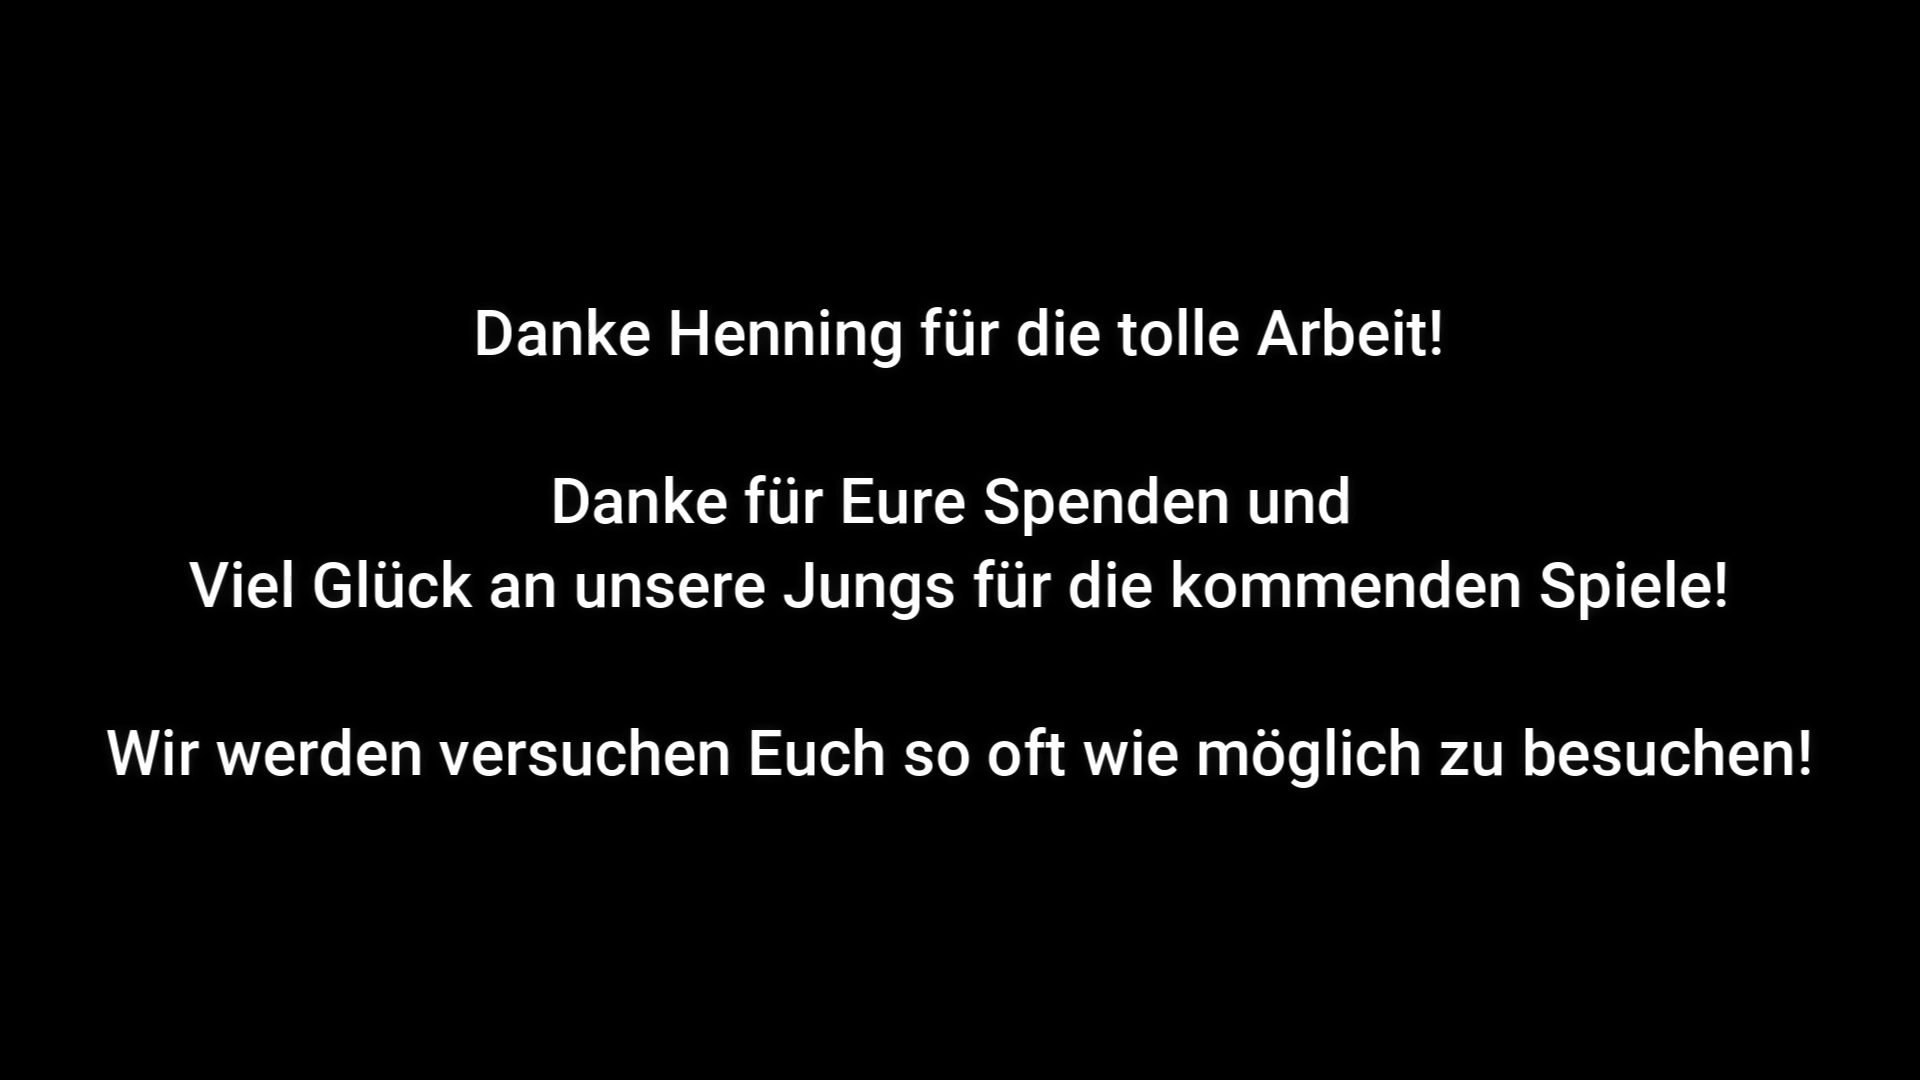 Danke Henning für die tolle Arbeit!
Danke für Eure Spenden und
Viel Glück an unsere Jungs für die kommenden Spiele!
Wir werden versuchen Euch so oft wie möglich zu besuchen!